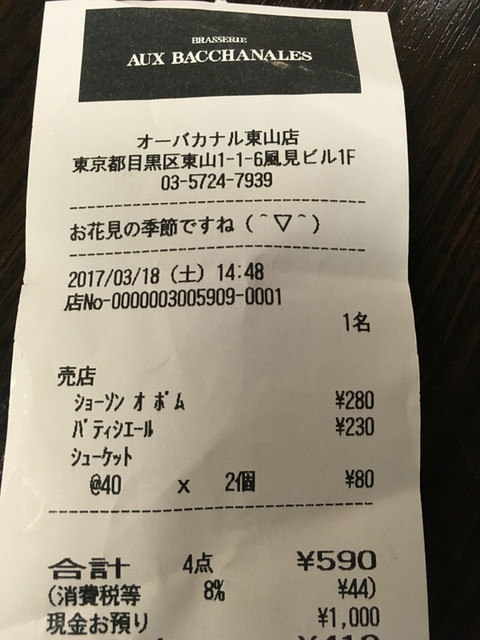 BRASSERIE
AUX BACCHANALES
オーバカナル東山店
東京都目黒区東山1-1-6風見ビル1F
03-5724-7939
お花見の季節ですね(＾▽＾)
2017/03/18(土) 14:48
店No-0000003005909-0001
1名
売店
ｼｮｰｿﾝ ｵ ﾎﾟﾑ ¥280
ﾊﾟﾃｨｼｴｰﾙ ¥230
ｼｭｰｹｯﾄ
@40 x 2個 ¥80
合計 4点 ¥590
(消費税等 8% ¥44)
現金お預り ¥1,000